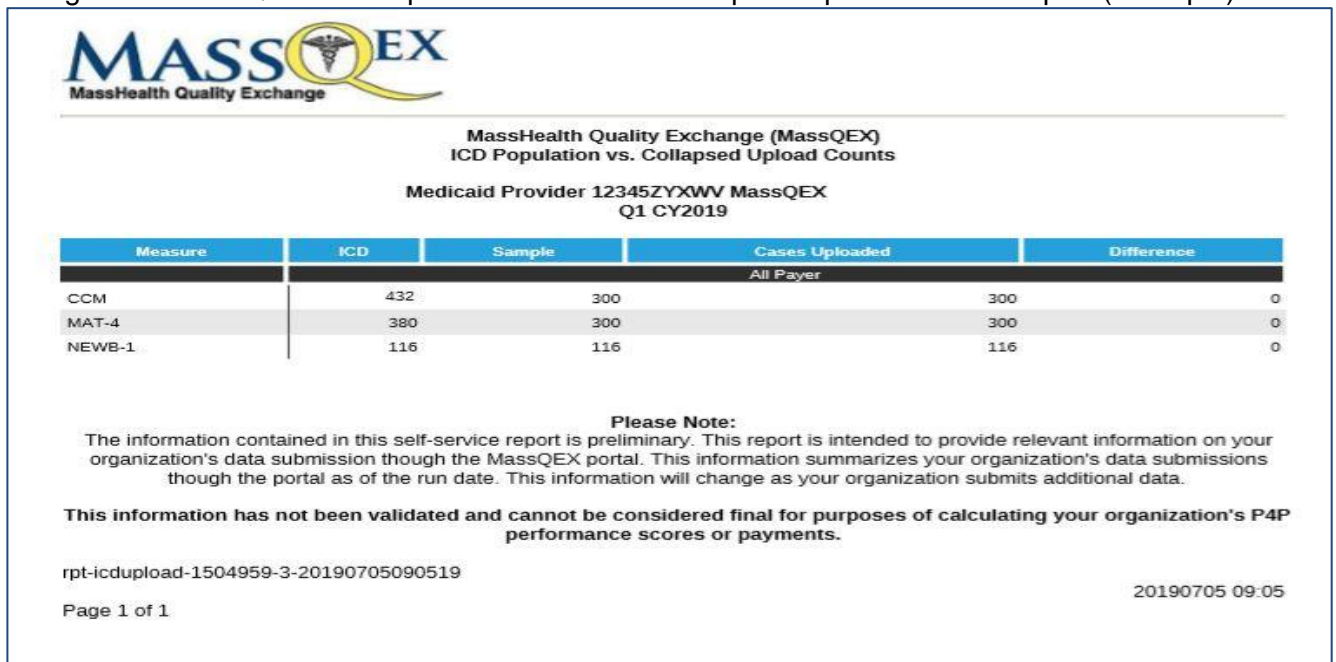 MASSQEX
MassHealth Quality Exchange
MassHealth Quality Exchange (MassQEX)
ICD Population vs. Collapsed Upload Counts
Medicaid Provider 12345ZYXWV MassQEX
Q1 CY2019
Measure ICD Sample Cases Uploaded Difference
All Payer
CCM 432 300 300 0
MAT-4 380 300 300 0
NEWB-1 116 116 116 0
Please Note:
The information contained in this self-service report is preliminary. This report is intended to provide relevant information on your
organization's data submission though the MassQEX portal. This information summarizes your organization's data submissions
though the portal as of the run date. This information will change as your organization submits additional data.
This information has not been validated and cannot be considered final for purposes of calculating your organization's P4P
performance scores or payments.
rpt-icdupload-1504959-3-20190705090519
20190705 09:05
Page 1 of 1